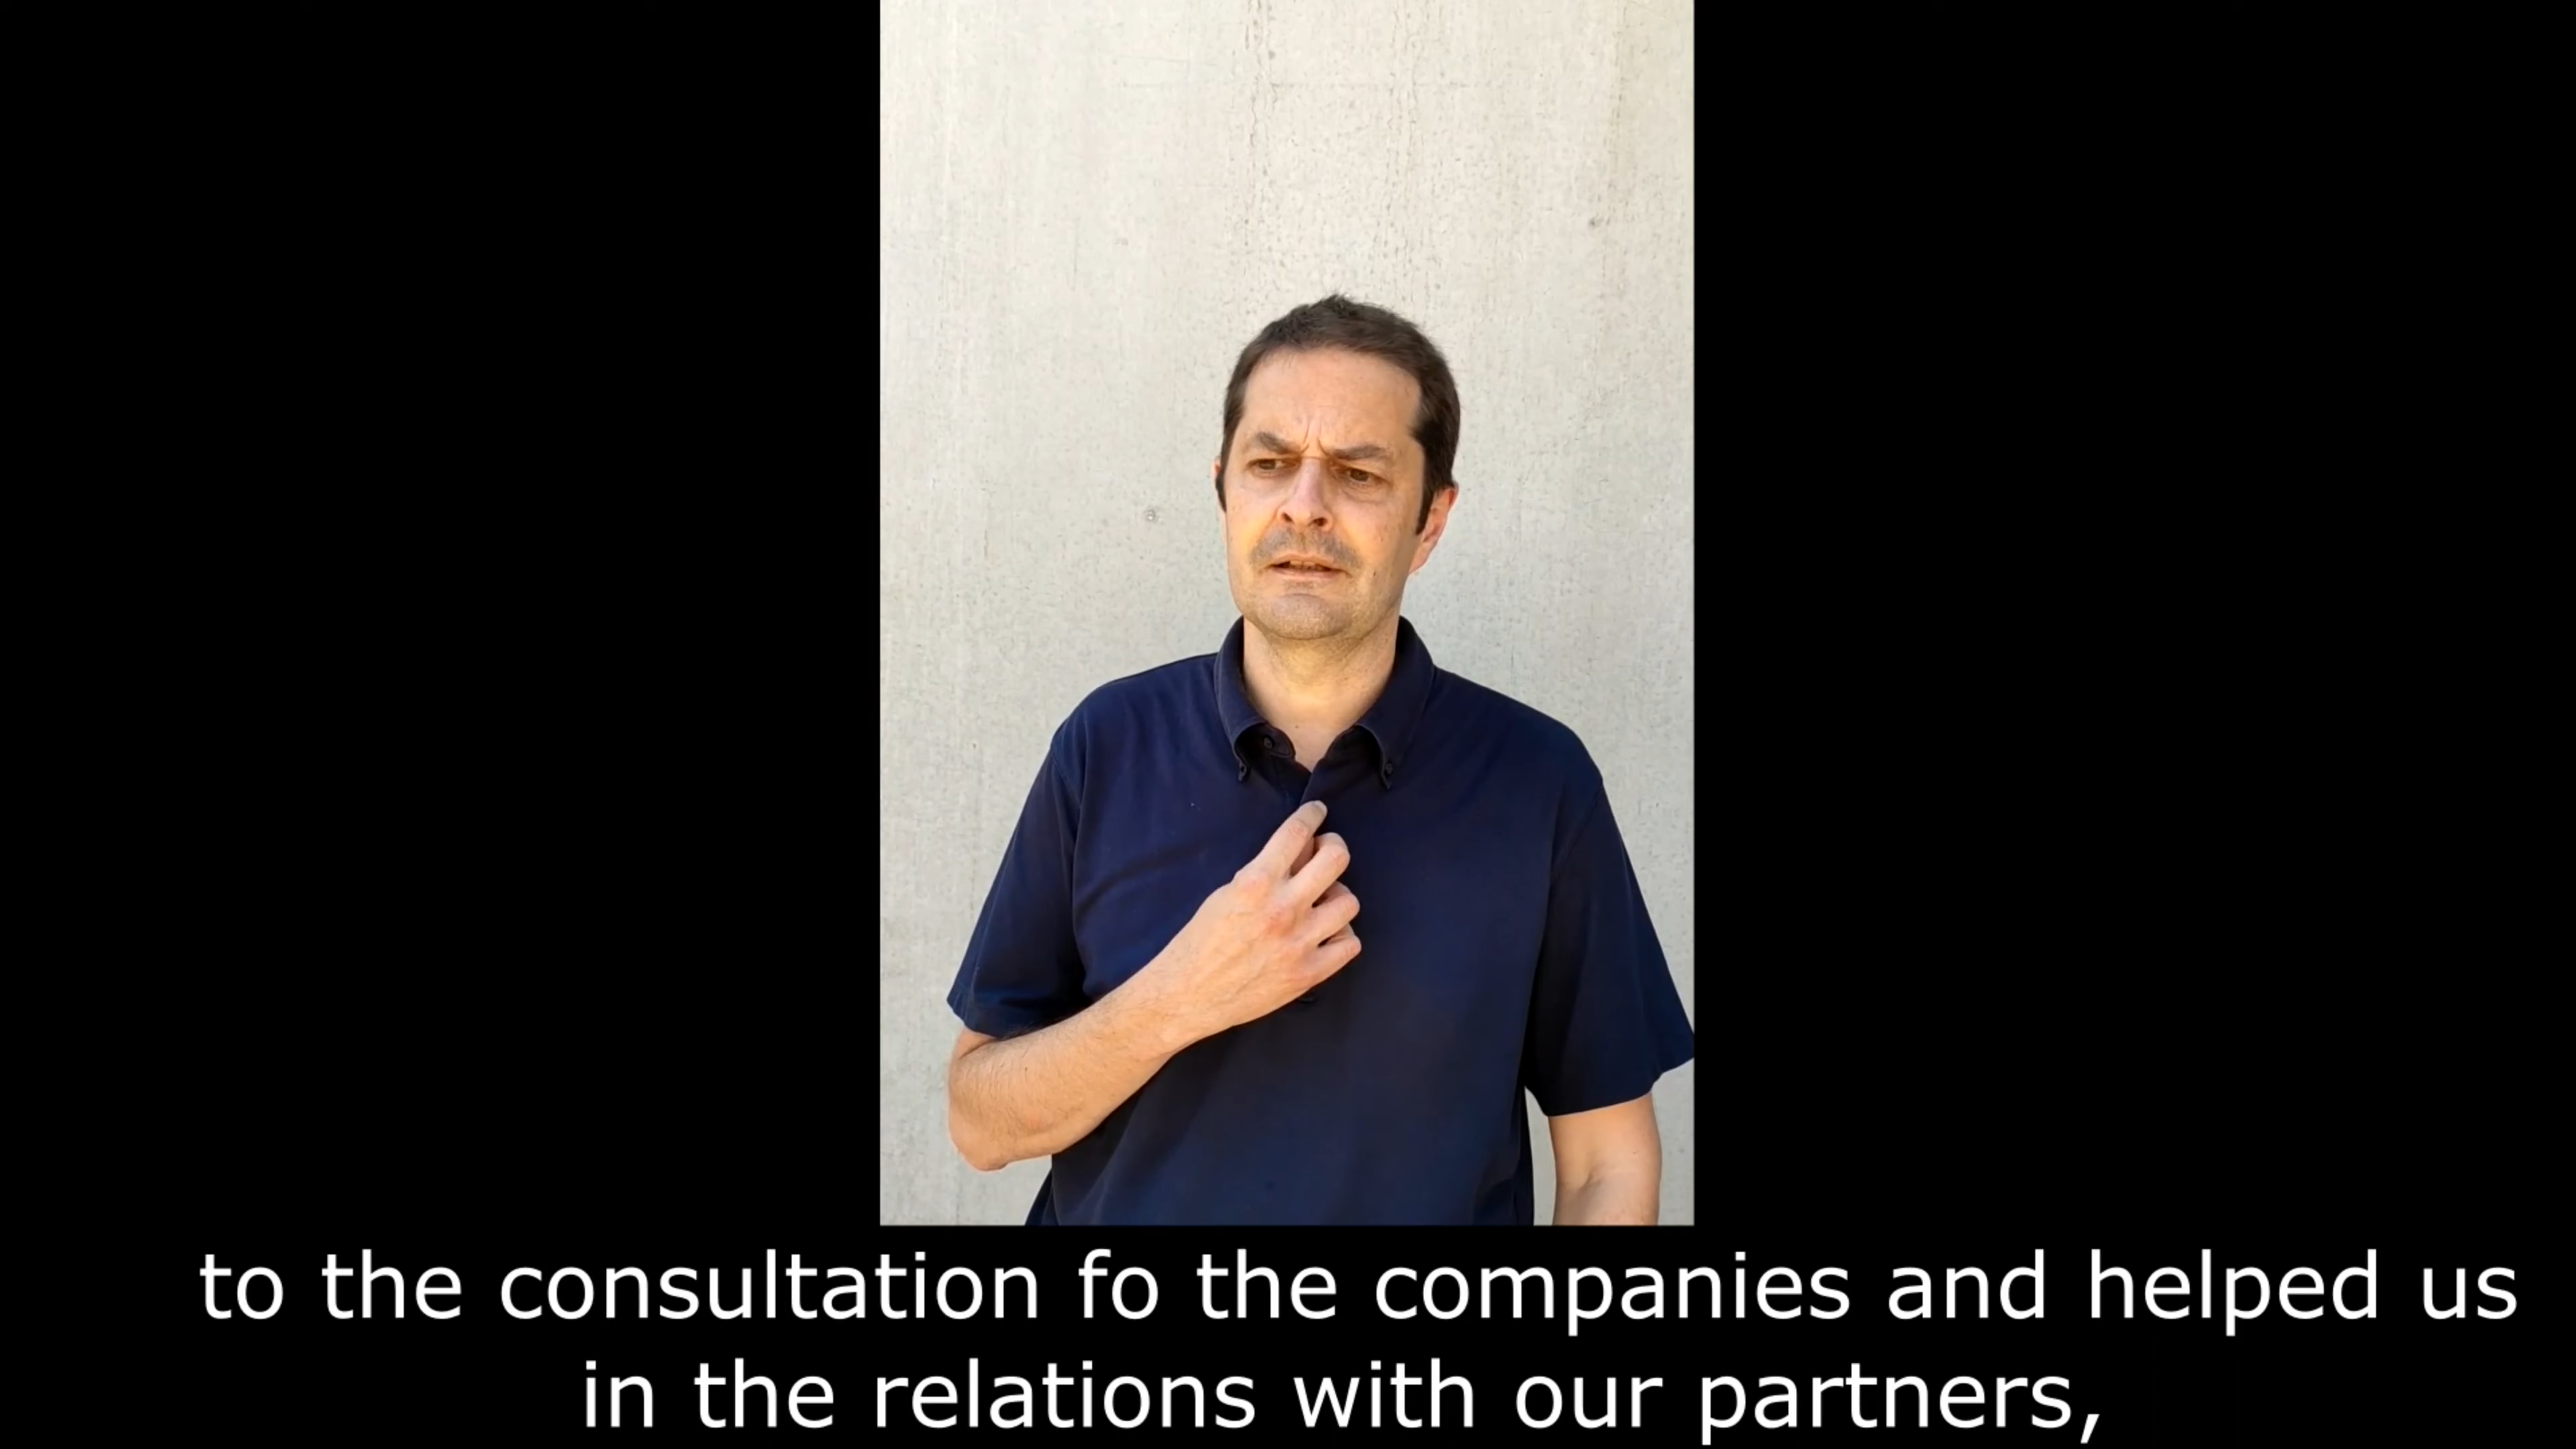 to the consultation fo the companies and helped us
in the relations with our partners,